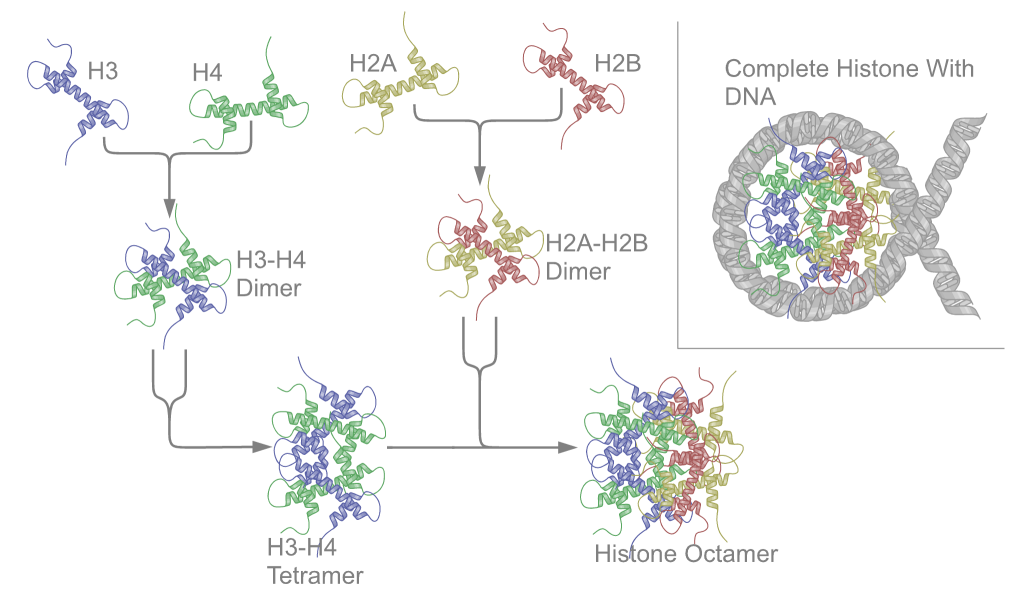 H3
H4
H2A
H2B
Complete Histone With
DNA
H3-H4
Dimer
H2A-H2B
Dimer
H3-H4
Tetramer
Histone Octamer